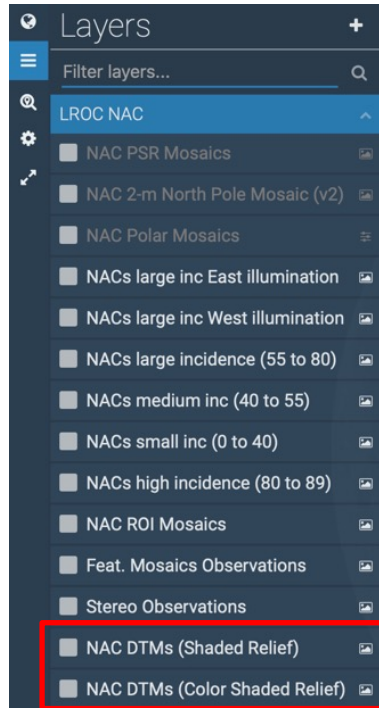 Layers
Filter layers...
LROC NAC
NAC PSR Mosaics
NAC 2-m North Pole Mosaic (v2)
NAC Polar Mosaics
NACs large inc East illumination
NACs large inc West illumination
NACs large incidence (55 to 80)
NACs medium inc (40 to 55)
NACs small inc (0 to 40)
NACs high incidence (80 to 89)
NAC ROI Mosaics
Feat. Mosaics Observations
Stereo Observations
NAC DTMs (Shaded Relief)
NAC DTMs (Color Shaded Relief)